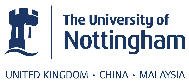 The University of
Nottingham
UNITED KINGDOM · CHINA · MALAYSIA